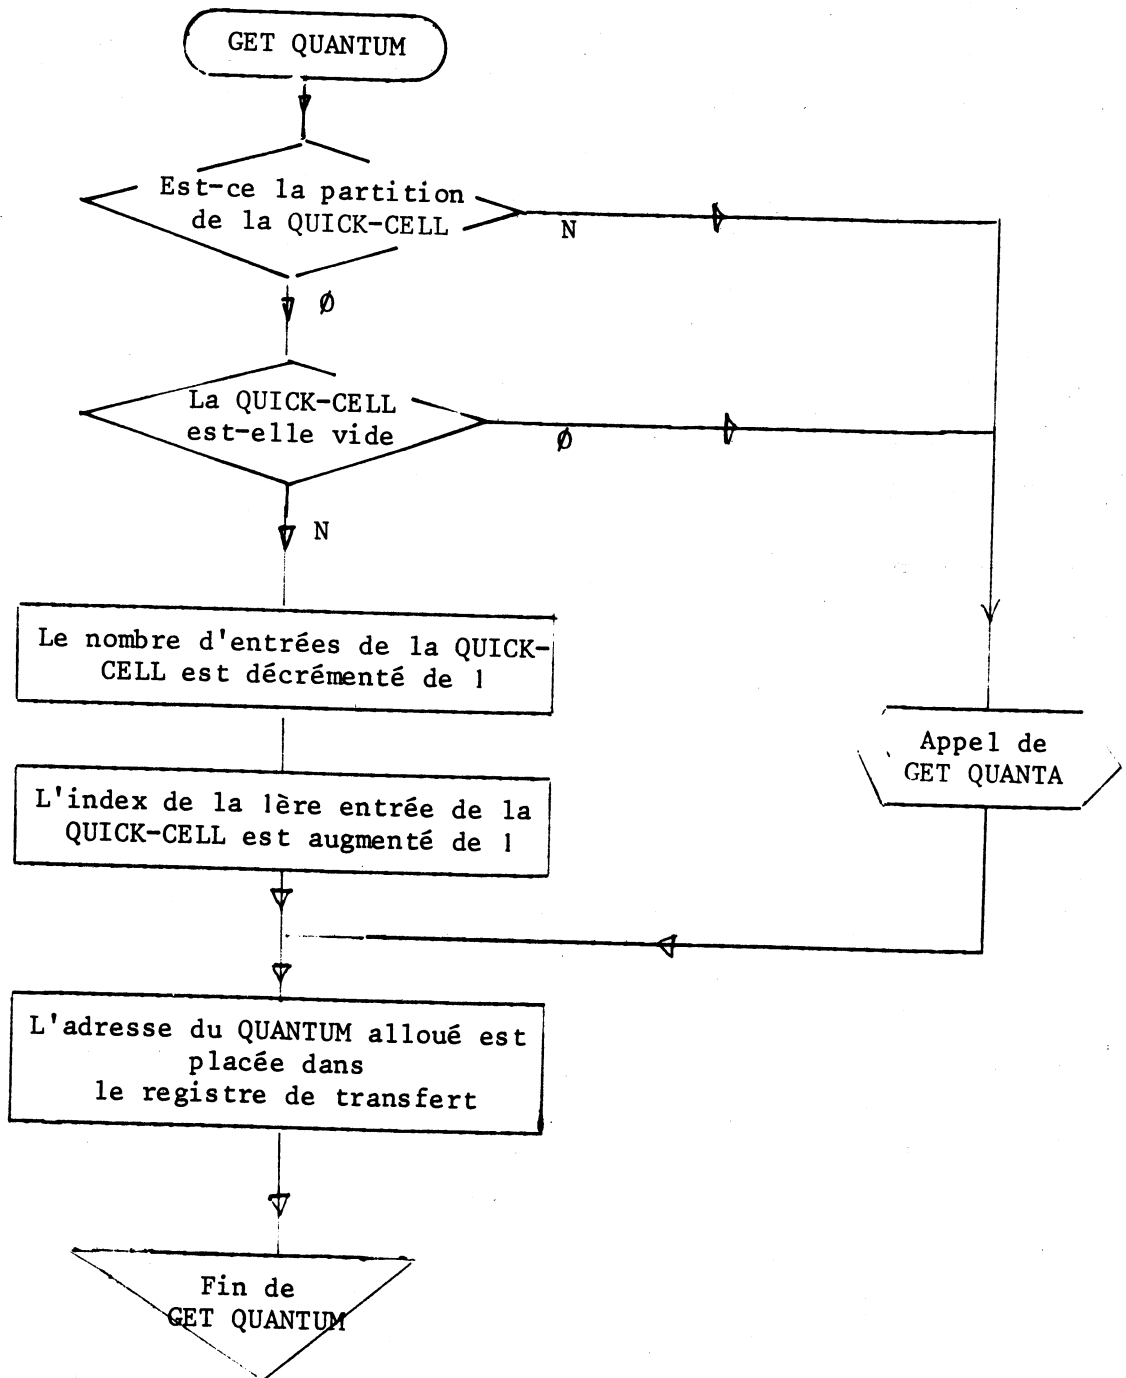 GET QUANTUM
Est-ce la partition
de la QUICK-CELL
N
Ø
La QUICK-CELL
est-elle vide
Ø
N
Le nombre d'entrées de la QUICK-
CELL est décrémenté de 1
Appel de
GET QUANTA
L'index de la 1ère entrée de la
QUICK-CELL est augmenté de 1
L'adresse du QUANTUM alloué est
placée dans
le registre de transfert
Fin de
GET QUANTUM